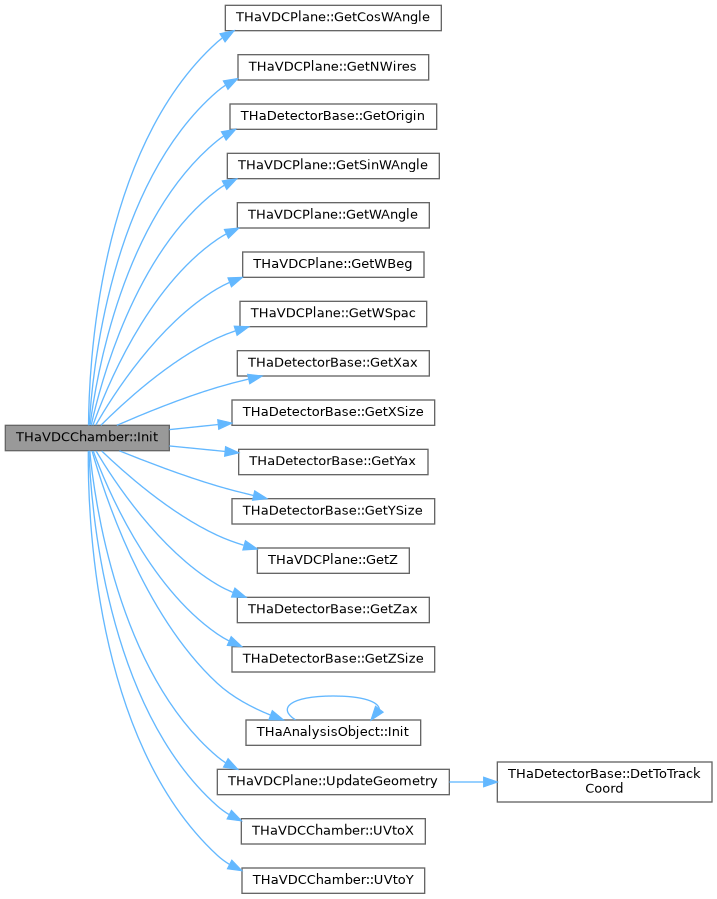 THaVDCPlane::GetCosWAngle
THaVDCPlane::GetNWires
THaDetectorBase::GetOrigin
THaVDCPlane::GetSinWAngle
THaVDCPlane::GetWAngle
THaVDCPlane::GetWBeg
THaVDCPlane::GetWSpac
THaDetectorBase::GetXax
THaDetectorBase::GetXSize
THaVDCChamber::Init
THaDetectorBase::GetYax
THaDetectorBase::GetYSize
THaVDCPlane::GetZ
THaDetectorBase::GetZax
THaDetectorBase::GetZSize
THaAnalysisObject::Init
THaVDCPlane::UpdateGeometry
THaDetectorBase::DetToTrack
Coord
THaVDCChamber::UVtoX
THaVDCChamber::UVtoY